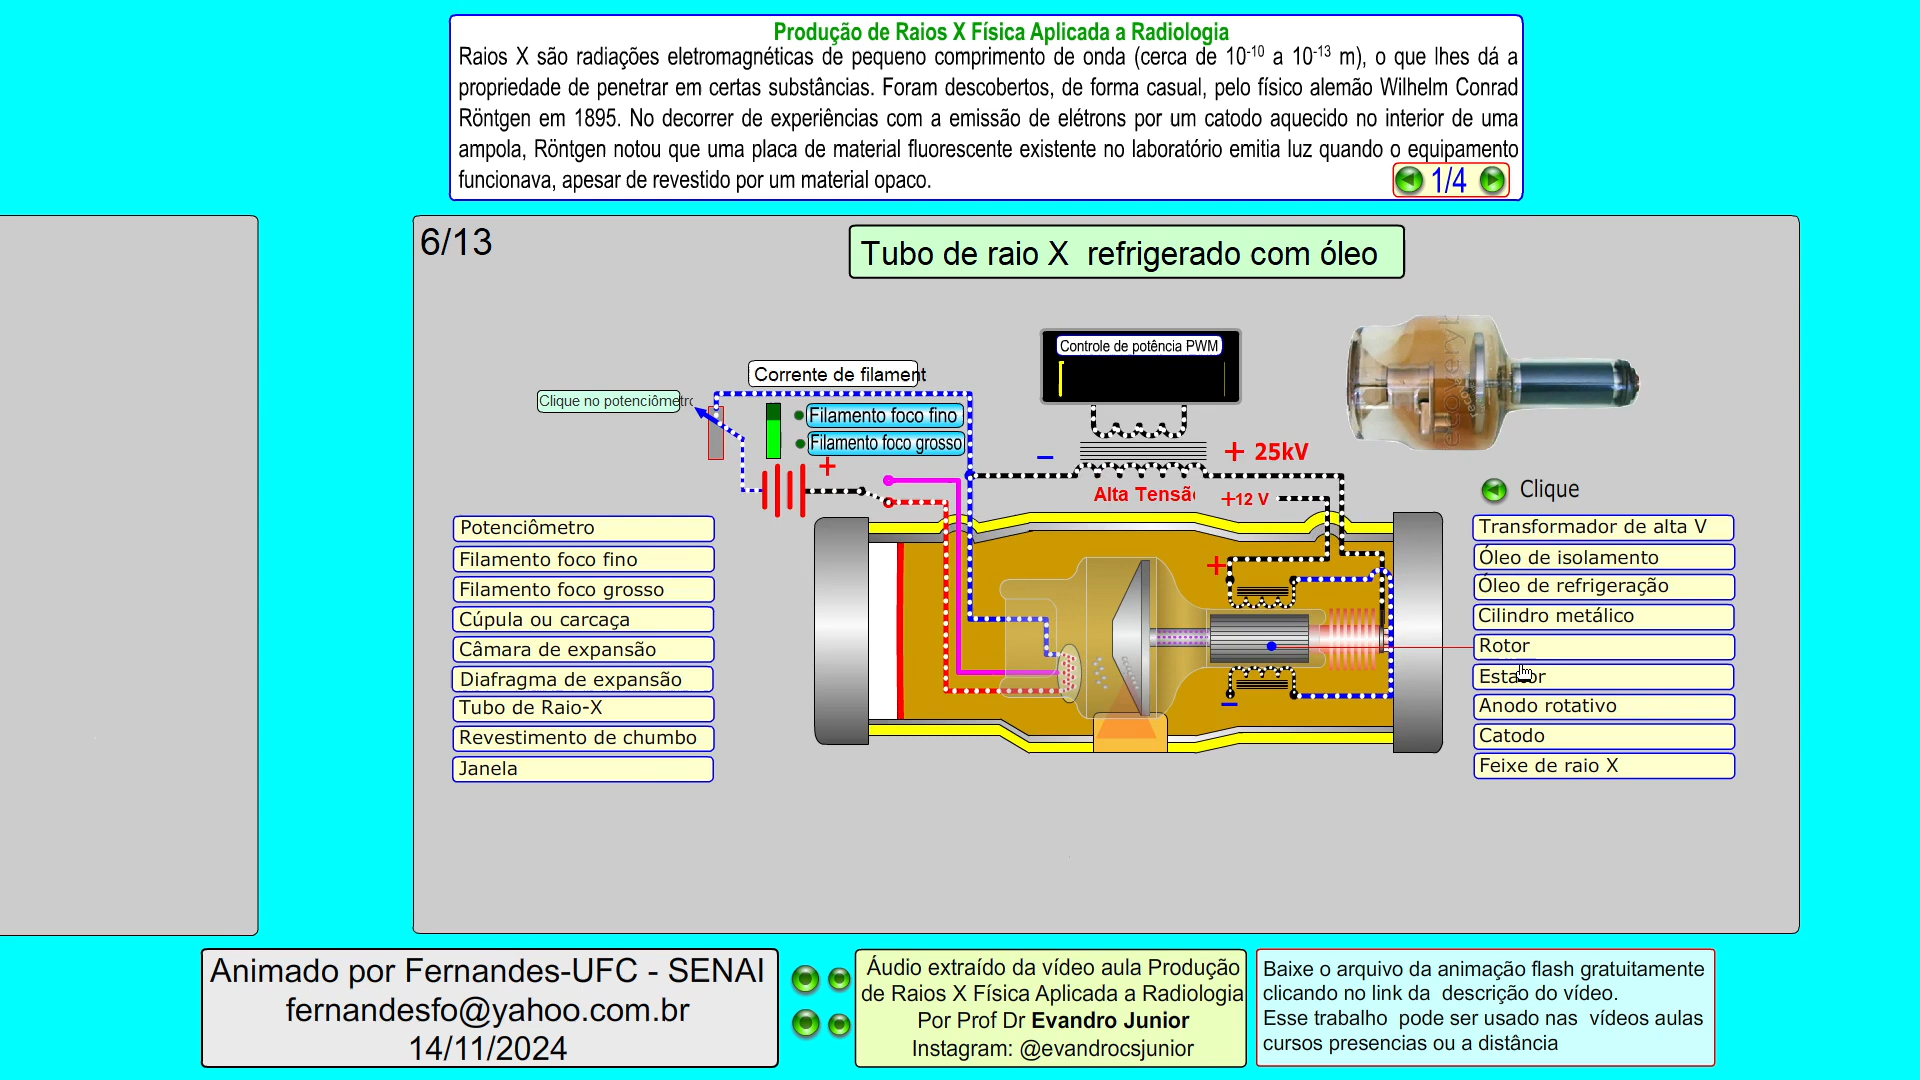 Produção de Raios X Física Aplicada a Radiologia
Raios X são radiações eletromagnéticas de pequeno comprimento de onda (cerca de 10⁻¹⁰ a 10⁻¹³ m), o que lhes dá a
propriedade de penetrar em certas substâncias. Foram descobertos, de forma casual, pelo físico alemão Wilhelm Conrad
Röntgen em 1895. No decorrer de experiências com a emissão de elétrons por um catodo aquecido no interior de uma
ampola, Röntgen notou que uma placa de material fluorescente existente no laboratório emitia luz quando o equipamento
funcionava, apesar de revestido por um material opaco.
1/4
6/13
Tubo de raio X refrigerado com óleo
Controle de potência PWM
Corrente de filament
Clique no potenciômetro
Filamento foco fino
Filamento foco grosso
+
−
+ 25kV
Alta Tensã
+12 V
+
−
Clique
Potenciômetro
Filamento foco fino
Filamento foco grosso
Cúpula ou carcaça
Câmara de expansão
Diafragma de expansão
Tubo de Raio-X
Revestimento de chumbo
Janela
Transformador de alta V
Óleo de isolamento
Óleo de refrigeração
Cilindro metálico
Rotor
Estator
Anodo rotativo
Catodo
Feixe de raio X
Animado por Fernandes-UFC - SENAI
fernandesfo@yahoo.com.br
14/11/2024
Áudio extraído da vídeo aula Produção
de Raios X Física Aplicada a Radiologia
Por Prof Dr Evandro Junior
Instagram: @evandrocsjunior
Baixe o arquivo da animação flash gratuitamente
clicando no link da descrição do vídeo.
Esse trabalho pode ser usado nas vídeos aulas
cursos presencias ou a distância